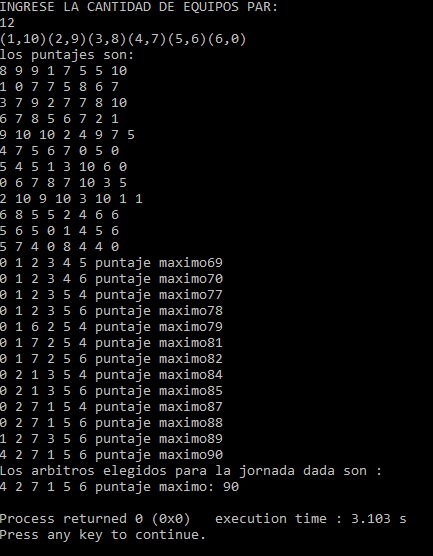 INGRESE LA CANTIDAD DE EQUIPOS PAR:
12
(1,10)(2,9)(3,8)(4,7)(5,6)(6,0)
los puntajes son:
8 9 9 1 7 5 5 10
1 0 7 7 5 8 6 7
3 7 9 2 7 7 8 10
6 7 8 5 6 7 2 1
9 10 10 2 4 9 7 5
4 7 5 6 7 0 5 0
5 4 5 1 3 10 6 0
0 6 7 8 7 10 3 5
2 10 9 10 3 10 1 1
6 8 5 5 2 4 6 6
5 6 5 0 1 4 5 6
5 7 4 0 8 4 4 0
0 1 2 3 4 5 puntaje maximo69
0 1 2 3 4 6 puntaje maximo70
0 1 2 3 5 4 puntaje maximo77
0 1 2 3 5 6 puntaje maximo78
0 1 6 2 5 4 puntaje maximo79
0 1 7 2 5 4 puntaje maximo81
0 1 7 2 5 6 puntaje maximo82
0 2 1 3 5 4 puntaje maximo84
0 2 1 3 5 6 puntaje maximo85
0 2 7 1 5 4 puntaje maximo87
0 2 7 1 5 6 puntaje maximo88
1 2 7 3 5 6 puntaje maximo89
4 2 7 1 5 6 puntaje maximo90
Los arbitros elegidos para la jornada dada son :
4 2 7 1 5 6 puntaje maximo: 90
Process returned 0 (0x0)   execution time : 3.103 s
Press any key to continue.